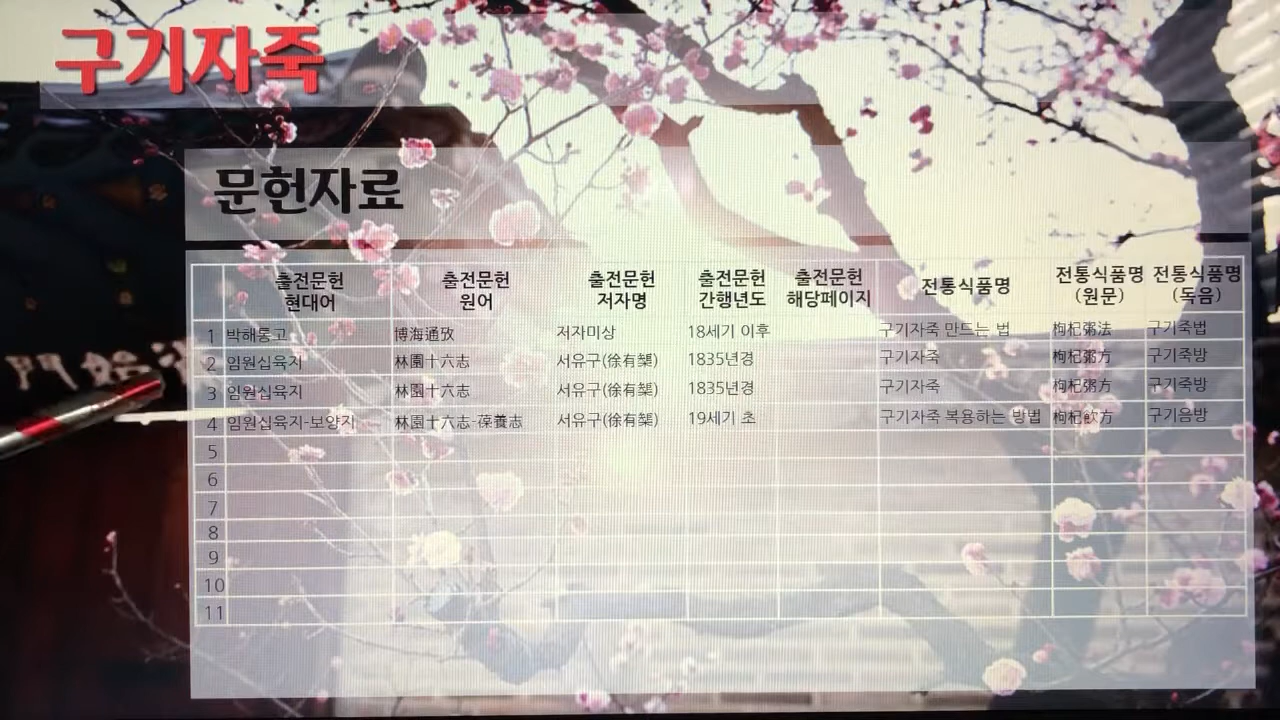 구기자죽
문헌자료
출전문헌 현대어 출전문헌 원어 출전문헌 저자명 출전문헌 간행년도 출전문헌 해당페이지 전통식품명 전통식품명 (원문) 전통식품명 (독음)
1 박해통고 博海通攷 저자미상 18세기 이후 구기자죽 만드는 법 枸杞粥法 구기죽법
2 임원십육지 林園十六志 서유구(徐有榘) 1835년경 구기자죽 枸杞粥方 구기죽방
3 임원십육지 林園十六志 서유구(徐有榘) 1835년경 구기자죽 枸杞粥方 구기죽방
4 임원십육지-보양지 林園十六志-葆養志 서유구(徐有榘) 19세기 초 구기자죽 복용하는 방법 枸杞飮方 구기음방
5
6
7
8
9
10
11